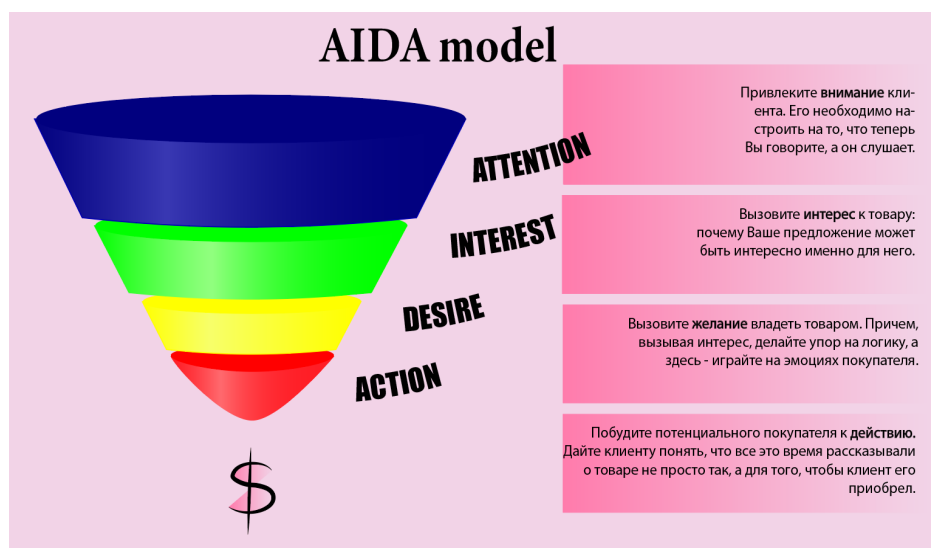 AIDA model
ATTENTION
Привлеките внимание кли-
ента. Его необходимо на-
строить на то, что теперь
Вы говорите, а он слушает.
INTEREST
Вызовите интерес к товару:
почему Ваше предложение может
быть интересно именно для него.
DESIRE
Вызовите желание владеть товаром. Причем,
вызывая интерес, делайте упор на логику, а
здесь - играйте на эмоциях покупателя.
ACTION
Побудите потенциального покупателя к действию.
Дайте клиенту понять, что все это время рассказывали
о товаре не просто так, а для того, чтобы клиент его
приобрел.
$